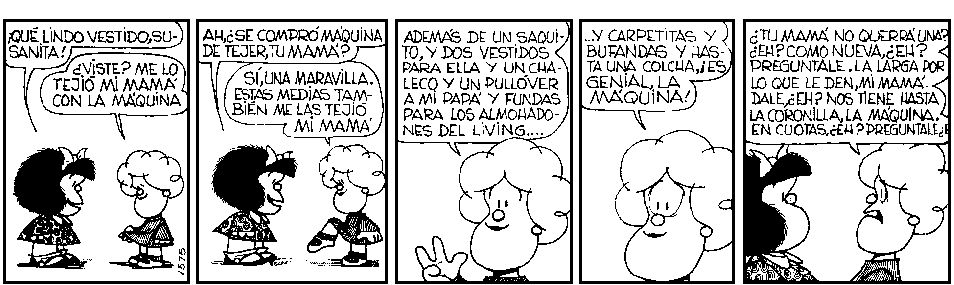 ¡QUÉ LINDO VESTIDO, SU-
SANITA!
¿VISTE? ME LO
TEJIÓ MI MAMÁ
CON LA MÁQUINA
1575
AH, ¿SE COMPRÓ MÁQUINA
DE TEJER, TU MAMÁ?
SÍ, UNA MARAVILLA.
ESTAS MEDIAS TAM-
BIÉN ME LAS TEJIÓ
MI MAMÁ
ADEMÁS DE UN SAQUI-
TO, Y DOS VESTIDOS
PARA ELLA Y UN CHA-
LECO Y UN PULLÓVER
A MI PAPÁ Y FUNDAS
PARA LOS ALMOHADO-
NES DEL LIVING....
...Y CARPETITAS Y
BUFANDAS Y HAS-
TA UNA COLCHA, ¡ES
GENIAL, LA
MÁQUINA!
¿TU MAMÁ NO QUERRÁ UNA?
¿EH? COMO NUEVA, ¿EH?
PREGUNTALE. LA LARGA POR
LO QUE LE DEN, MI MAMÁ.
DALE, ¿EH? NOS TIENE HASTA
LA CORONILLA, LA MÁQUINA.
EN CUOTAS, ¿EH? PREGUNTALE, ¿E